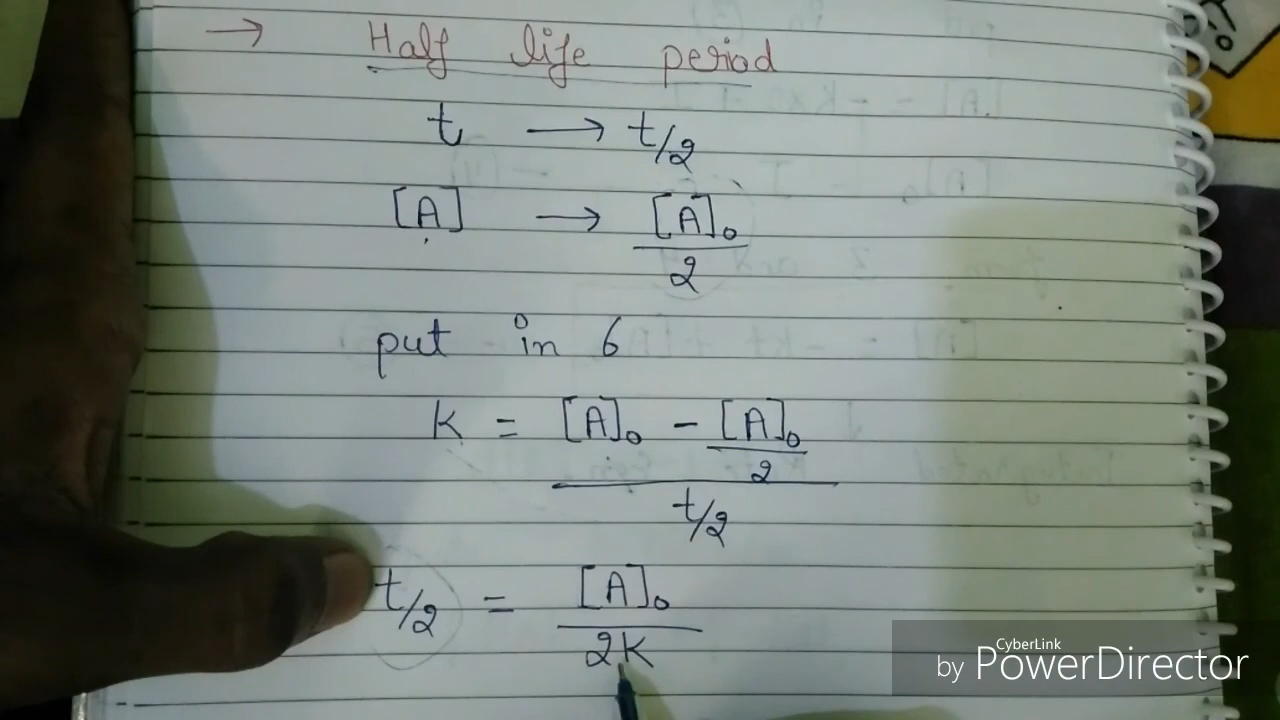 → Half life period
t → t/2
[A] → [A]₀/2
put in 6
K = [A]₀ - [A]₀/2 / t/2
t/2 = [A]₀/2K
CyberLink
by PowerDirector